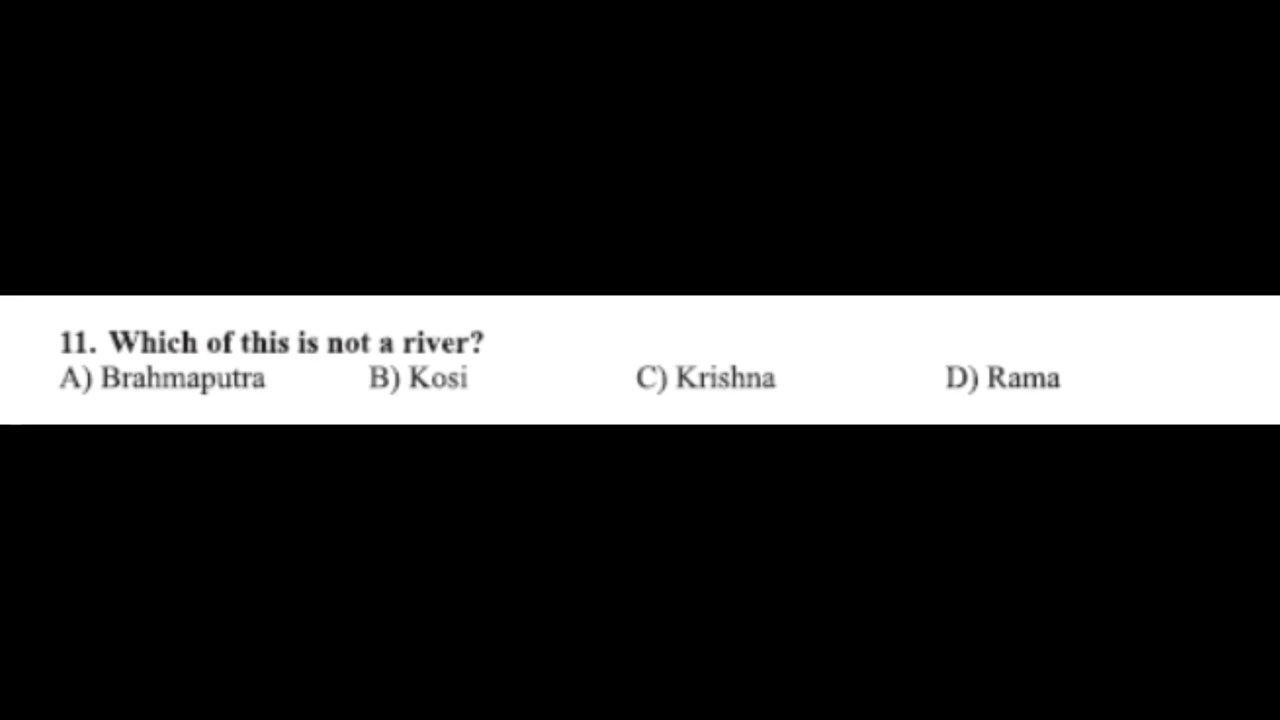 11. Which of this is not a river?
A) Brahmaputra B) Kosi C) Krishna D) Rama